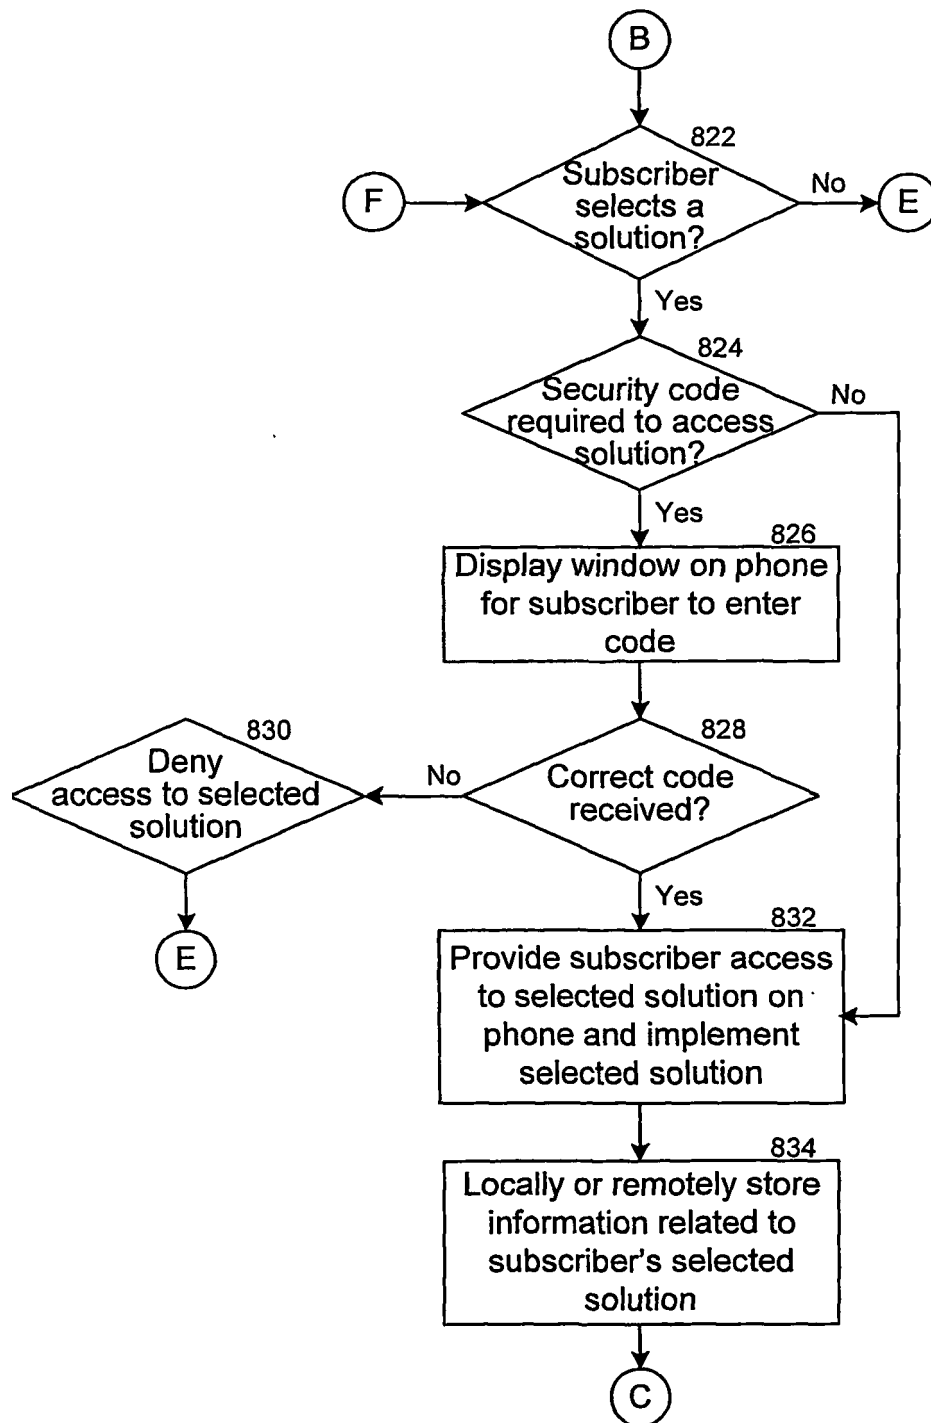 B
822
Subscriber
selects a
solution?
F
No
E
Yes
824
Security code
required to access
solution?
No
Yes
826
Display window on phone
for subscriber to enter
code
828
Correct code
received?
No
830
Deny
access to selected
solution
E
Yes
832
Provide subscriber access
to selected solution on
phone and implement
selected solution
834
Locally or remotely store
information related to
subscriber's selected
solution
C